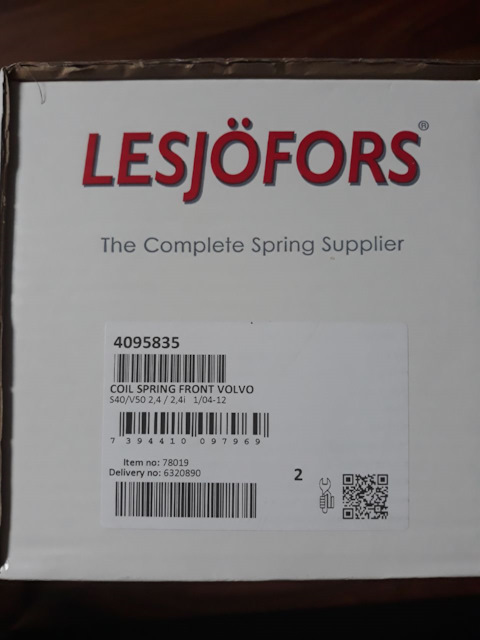 LESJÖFORS®
The Complete Spring Supplier
4095835
COIL SPRING FRONT VOLVO
S40/V50 2,4 / 2,4i 1/04-12
7 394410 097969
Item no: 78019
Delivery no: 6320890
2